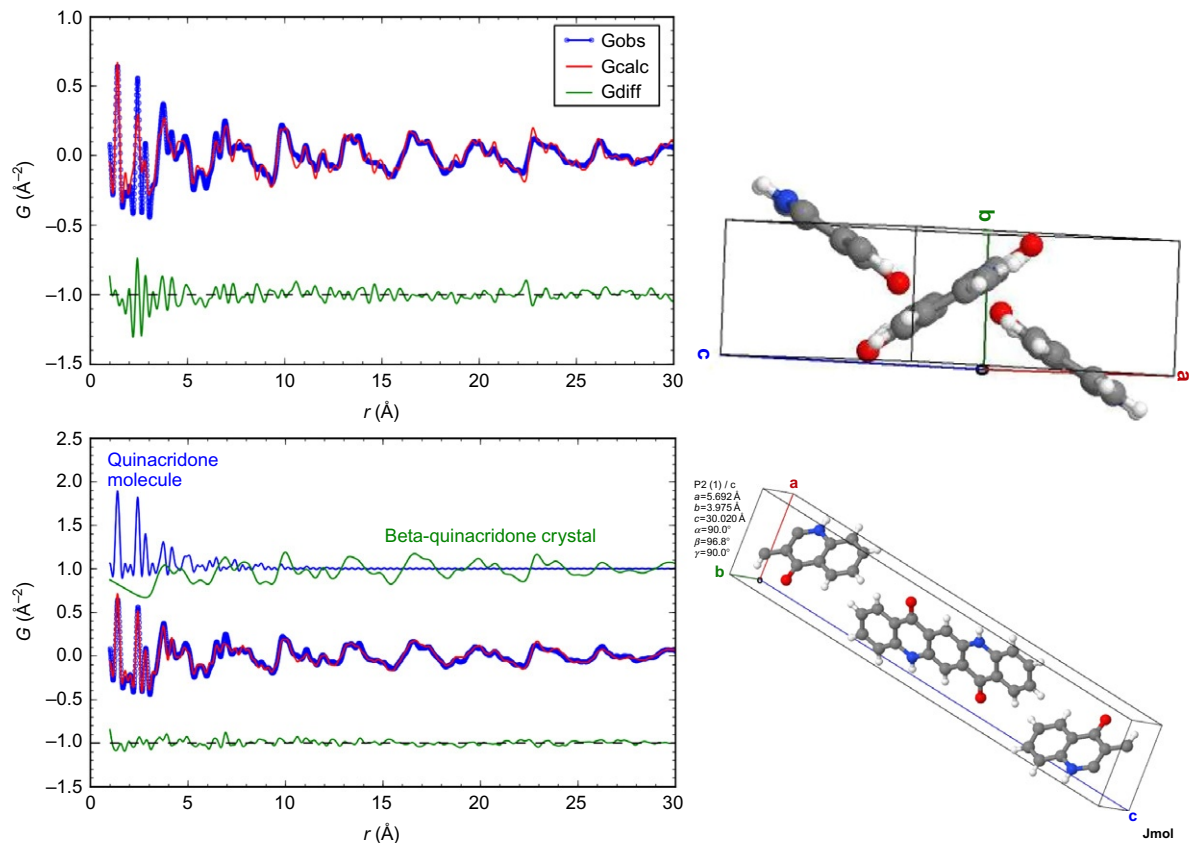 1.0
0.5
0.0
–0.5
–1.0
–1.5
G (Å⁻²)
Gobs
Gcalc
Gdiff
0 5 10 15 20 25 30
r (Å)
b
c
o
a
2.5
2.0
1.5
1.0
0.5
0.0
–0.5
–1.0
–1.5
G (Å⁻²)
Quinacridone
molecule
Beta-quinacridone crystal
0 5 10 15 20 25 30
r (Å)
P2 (1) / c
a=5.692 Å
b=3.975 Å
c=30.020 Å
α=90.0°
β=96.8°
γ=90.0°
a
b
o
c
Jmol